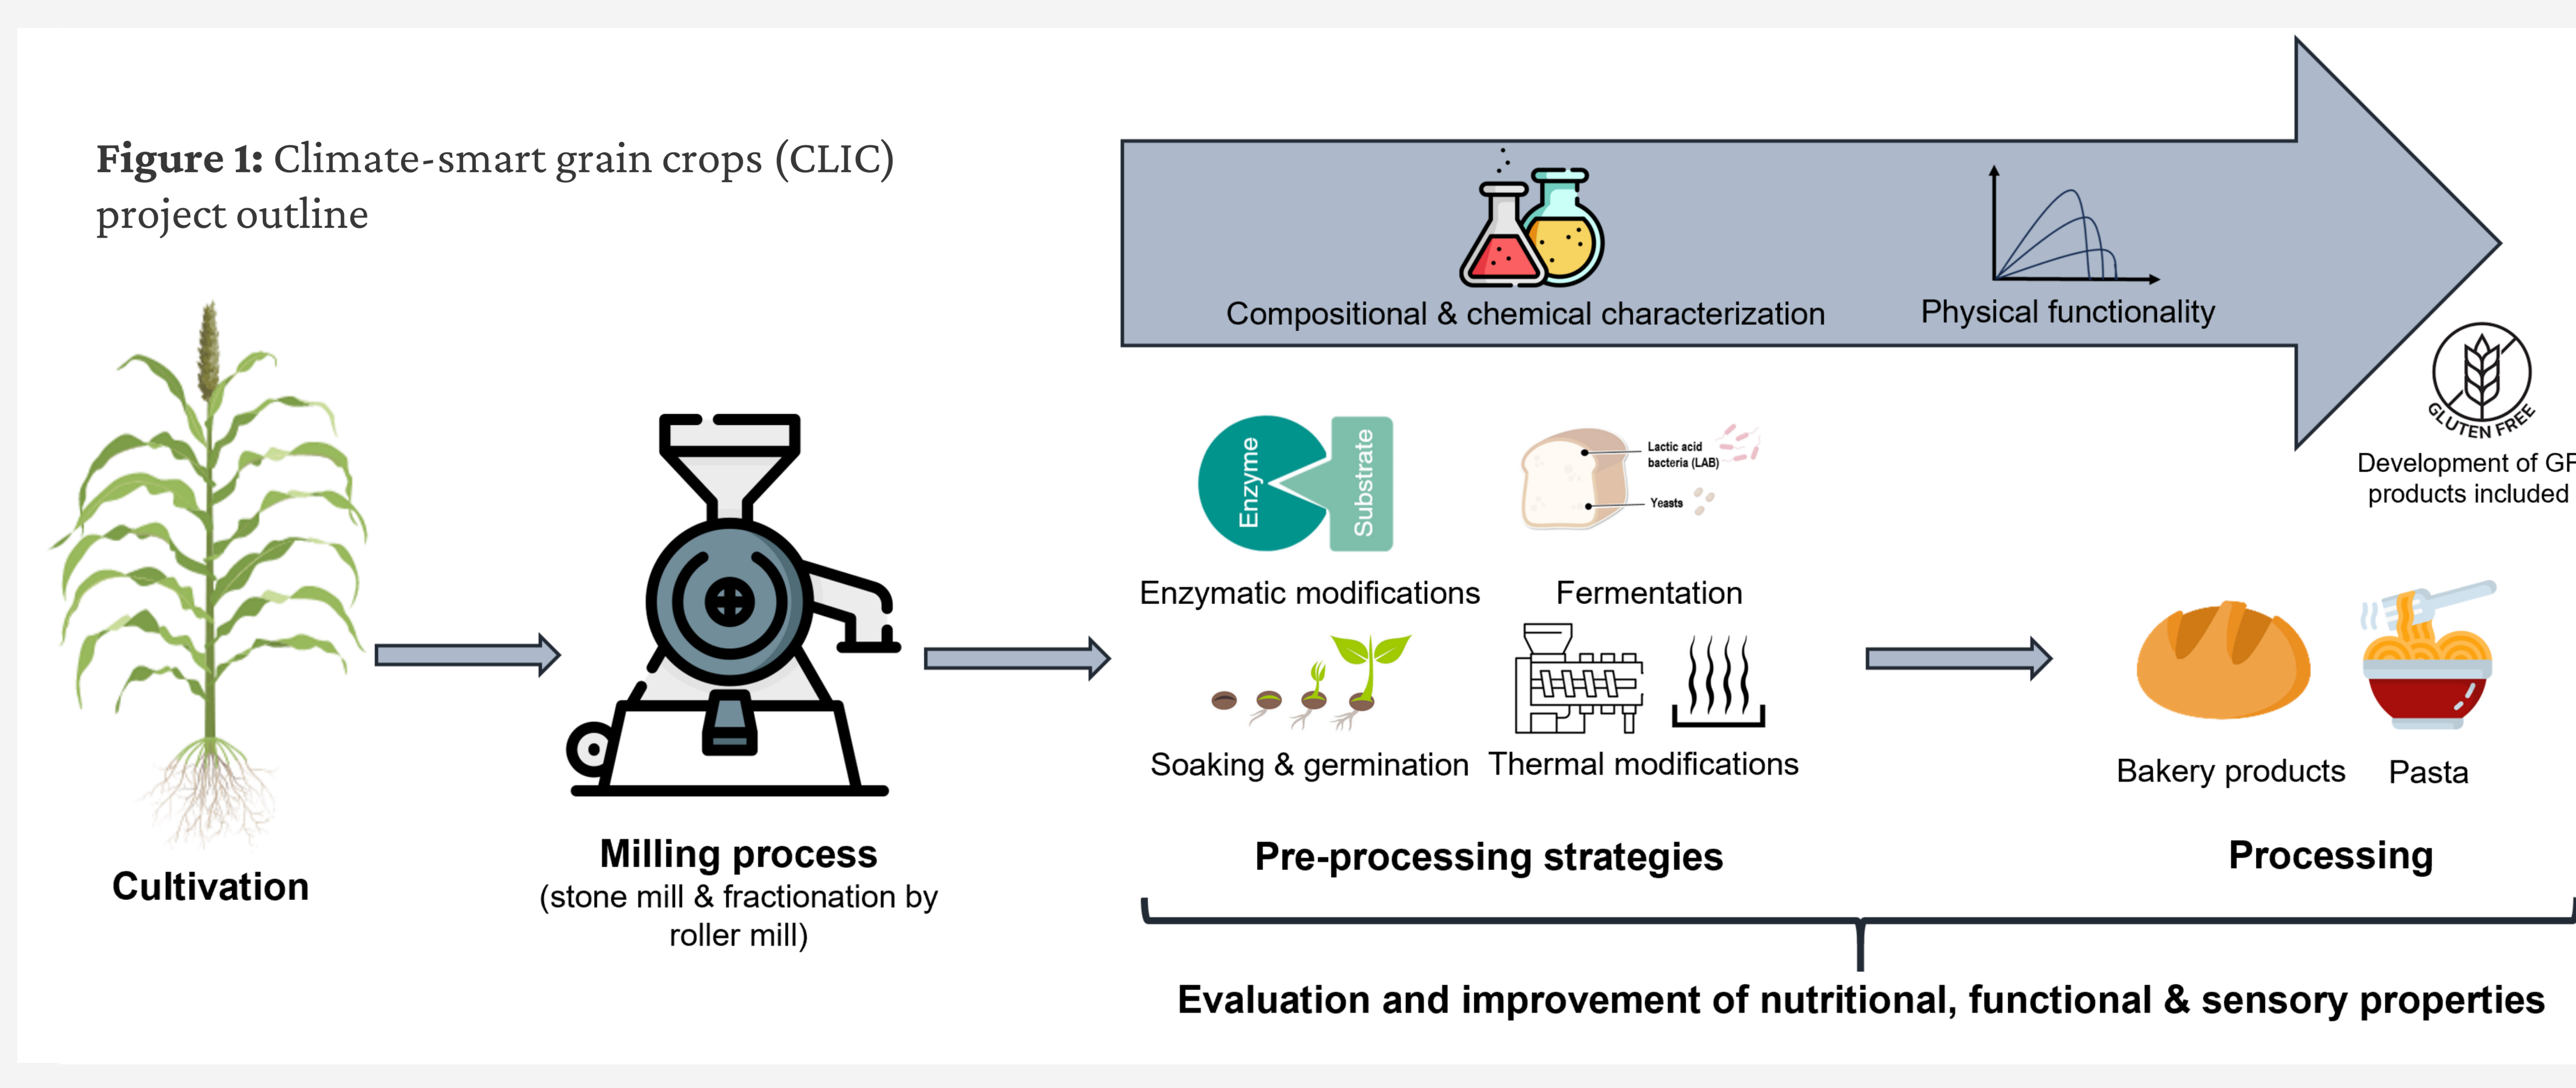 Figure 1: Climate-smart grain crops (CLIC)
project outline
Compositional & chemical characterization
Physical functionality
GLUTEN FREE
Development of GF
products included
Enzyme
Substrate
Lactic acid
bacteria (LAB)
Yeasts
Enzymatic modifications
Fermentation
Soaking & germination
Thermal modifications
Bakery products
Pasta
Cultivation
Milling process
(stone mill & fractionation by
roller mill)
Pre-processing strategies
Processing
Evaluation and improvement of nutritional, functional & sensory properties